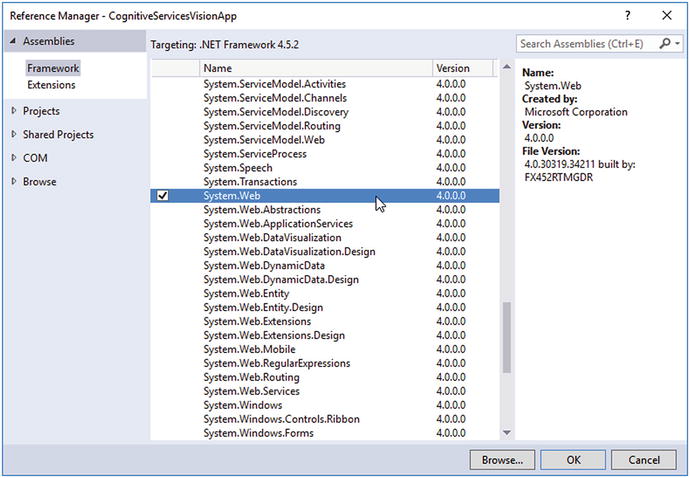 Reference Manager - CognitiveServicesVisionApp
? X
Assemblies
Framework
Extensions
Projects
Shared Projects
COM
Browse
Targeting: .NET Framework 4.5.2
Search Assemblies (Ctrl+E)
Name Version
System.ServiceModel.Activities 4.0.0.0
System.ServiceModel.Channels 4.0.0.0
System.ServiceModel.Discovery 4.0.0.0
System.ServiceModel.Routing 4.0.0.0
System.ServiceModel.Web 4.0.0.0
System.ServiceProcess 4.0.0.0
System.Speech 4.0.0.0
System.Transactions 4.0.0.0
System.Web 4.0.0.0
System.Web.Abstractions 4.0.0.0
System.Web.ApplicationServices 4.0.0.0
System.Web.DataVisualization 4.0.0.0
System.Web.DataVisualization.Design 4.0.0.0
System.Web.DynamicData 4.0.0.0
System.Web.DynamicData.Design 4.0.0.0
System.Web.Entity 4.0.0.0
System.Web.Entity.Design 4.0.0.0
System.Web.Extensions 4.0.0.0
System.Web.Extensions.Design 4.0.0.0
System.Web.Mobile 4.0.0.0
System.Web.RegularExpressions 4.0.0.0
System.Web.Routing 4.0.0.0
System.Web.Services 4.0.0.0
System.Windows 4.0.0.0
System.Windows.Controls.Ribbon 4.0.0.0
System.Windows.Forms 4.0.0.0
Name:
System.Web
Created by:
Microsoft Corporation
Version:
4.0.0.0
File Version:
4.0.30319.34211 built by:
FX452RTMGDR
Browse... OK Cancel